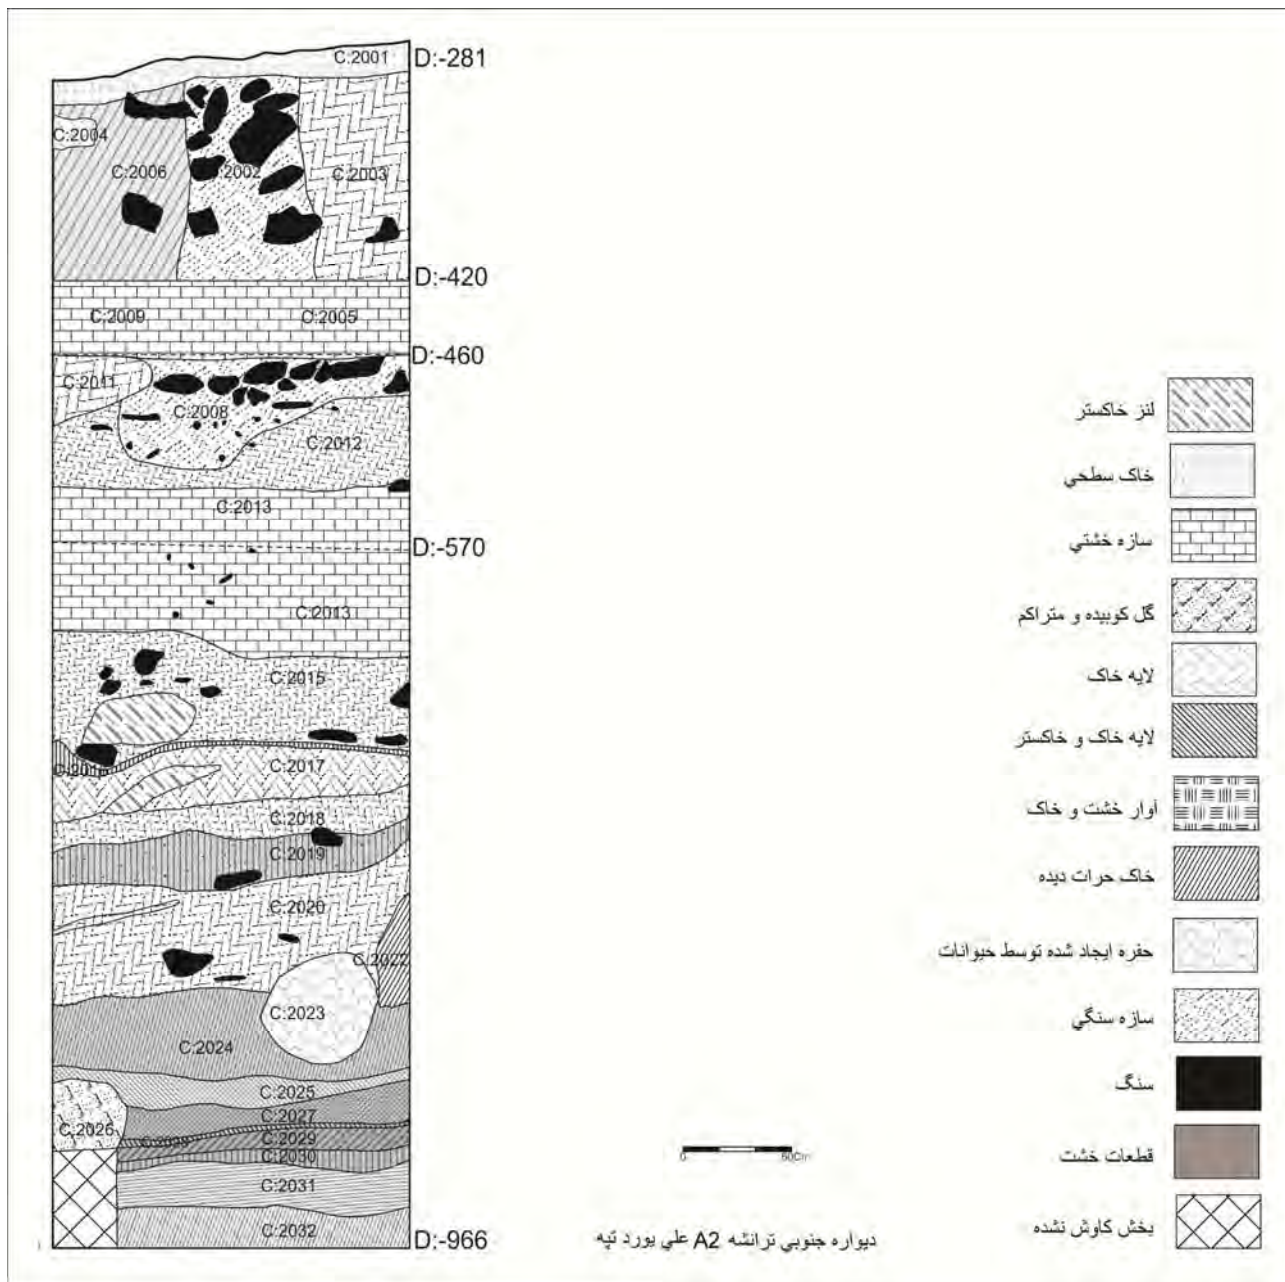 C:2001
D:-281
C:2004
C:2006
2002
C:2003
D:-420
C:2009
C:2005
D:-460
C:2011
C:2008
C:2012
C:2013
D:-570
C:2013
C:2015
C:2017
C:2018
C:2019
C:2020
C:2022
C:2023
C:2024
C:2025
C:2027
C:2026
C:2029
C:2030
C:2031
C:2032
D:-966
لنز خاکستر
خاک سطحي
سازه خشتي
گل کوبيده و متراکم
لايه خاک
لايه خاک و خاکستر
آوار خشت و خاک
خاک حرات ديده
حفره ايجاد شده توسط حيوانات
سازه سنگي
سنگ
قطعات خشت
بخش کاوش نشده
0 60Cm
ديواره جنوبي ترانشه A2 علي يورد تپه